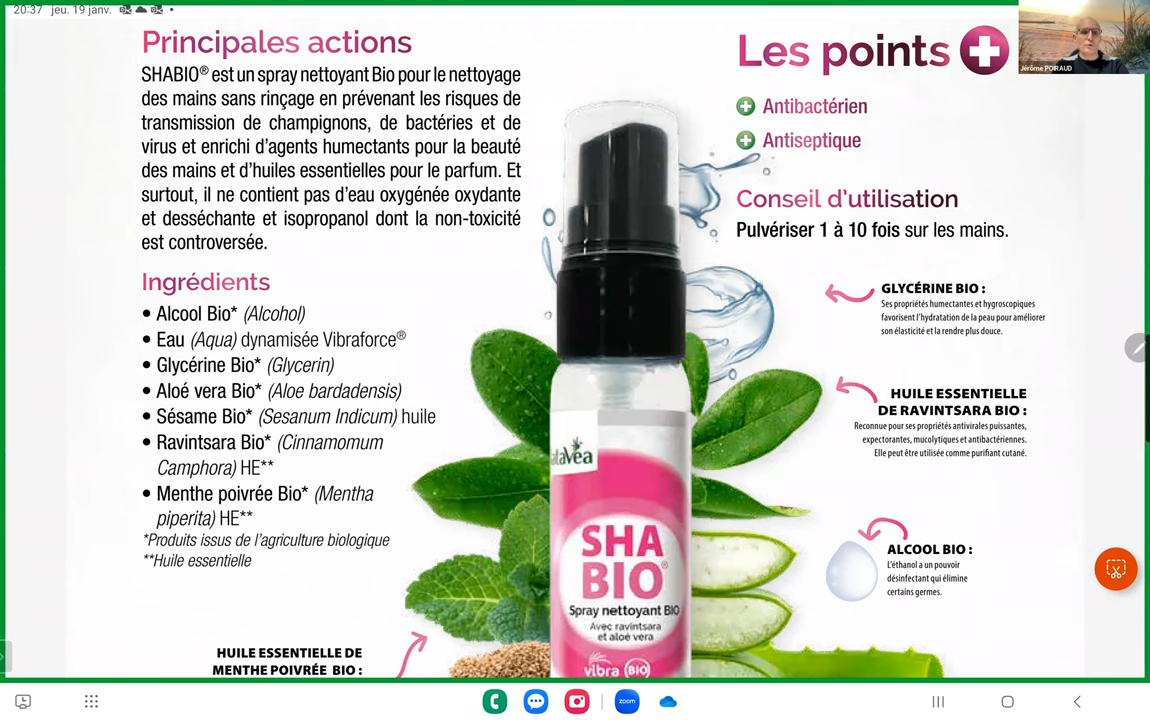 20:37 jeu. 19 janv.
Principales actions
SHABIO® est un spray nettoyant Bio pour le nettoyage
des mains sans rinçage en prévenant les risques de
transmission de champignons, de bactéries et de
virus et enrichi d'agents humectants pour la beauté
des mains et d'huiles essentielles pour le parfum. Et
surtout, il ne contient pas d'eau oxygénée oxydante
et desséchante et isopropanol dont la non-toxicité
est controversée.
Ingrédients
• Alcool Bio* (Alcohol)
• Eau (Aqua) dynamisée Vibraforce®
• Glycérine Bio* (Glycerin)
• Aloé vera Bio* (Aloe bardadensis)
• Sésame Bio* (Sesanum Indicum) huile
• Ravintsara Bio* (Cinnamomum
Camphora) HE**
• Menthe poivrée Bio* (Mentha
piperita) HE**
*Produits issus de l'agriculture biologique
**Huile essentielle
HUILE ESSENTIELLE DE
MENTHE POIVRÉE BIO :
SHA
BIO®
Spray nettoyant BIO
Avec ravintsara
et aloé vera
vibra BIO
Les points +
Jérôme POIRAUD
Antibactérien
Antiseptique
Conseil d'utilisation
Pulvériser 1 à 10 fois sur les mains.
GLYCÉRINE BIO :
Ses propriétés humectantes et hygroscopiques
favorisent l'hydratation de la peau pour améliorer
son élasticité et la rendre plus douce.
HUILE ESSENTIELLE
DE RAVINTSARA BIO :
Reconnue pour ses propriétés antivirales puissantes,
expectorantes, mucolytiques et antibactériennes.
Elle peut être utilisée comme purifiant cutané.
ALCOOL BIO :
L'éthanol a un pouvoir
désinfectant qui élimine
certains germes.
zoom